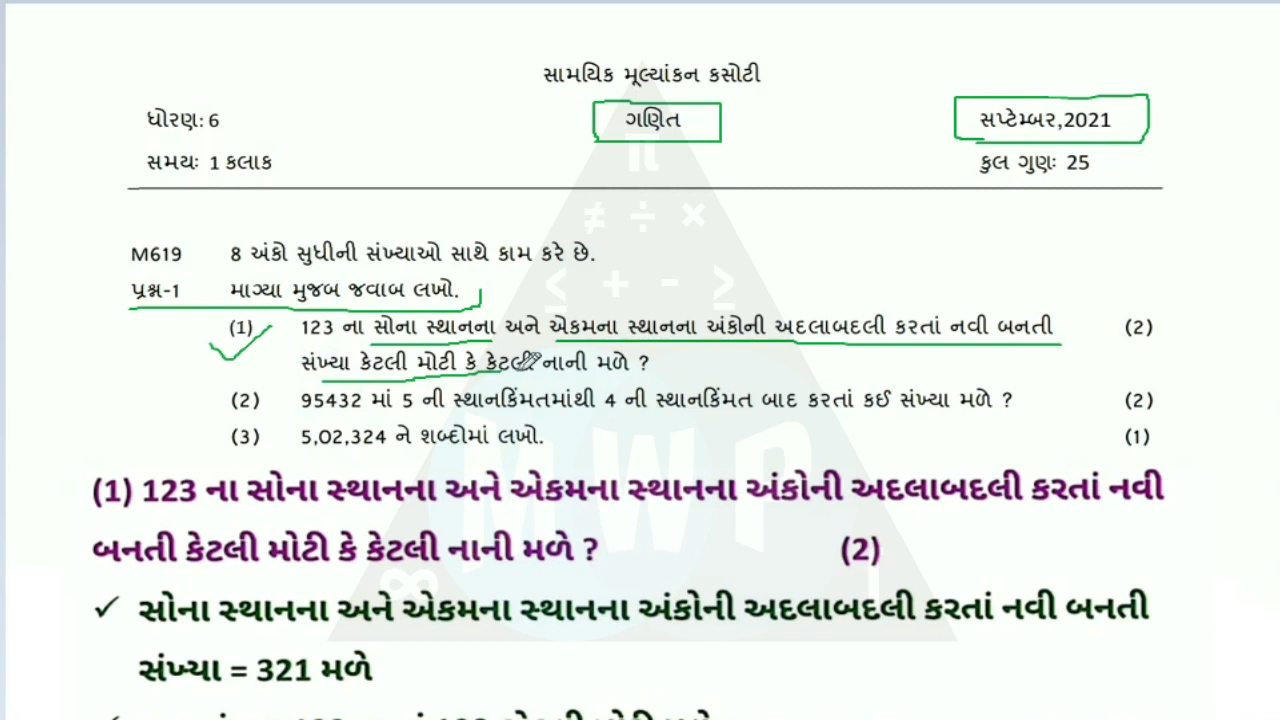 સામયિક મૂલ્યાંકન કસોટી
ધોરણ: 6 ગણિત સપ્ટેમ્બર,2021
સમયઃ 1 કલાક કુલ ગુણઃ 25
π
≠ ÷ ×
≤ + - ≥
M619 8 અંકો સુધીની સંખ્યાઓ સાથે કામ કરે છે.
પ્રશ્ન-1 માગ્યા મુજબ જવાબ લખો.
(1) 123 ના સોના સ્થાનના અને એકમના સ્થાનના અંકોની અદલાબદલી કરતાં નવી બનતી (2)
સંખ્યા કેટલી મોટી કે કેટલી નાની મળે ?
(2) 95432 માં 5 ની સ્થાનકિંમતમાંથી 4 ની સ્થાનકિંમત બાદ કરતાં કઈ સંખ્યા મળે ? (2)
(3) 5,02,324 ને શબ્દોમાં લખો. (1)
MWP
(1) 123 ના સોના સ્થાનના અને એકમના સ્થાનના અંકોની અદલાબદલી કરતાં નવી
બનતી કેટલી મોટી કે કેટલી નાની મળે ? (2)
∞
✓ સોના સ્થાનના અને એકમના સ્થાનના અંકોની અદલાબદલી કરતાં નવી બનતી
સંખ્યા = 321 મળે